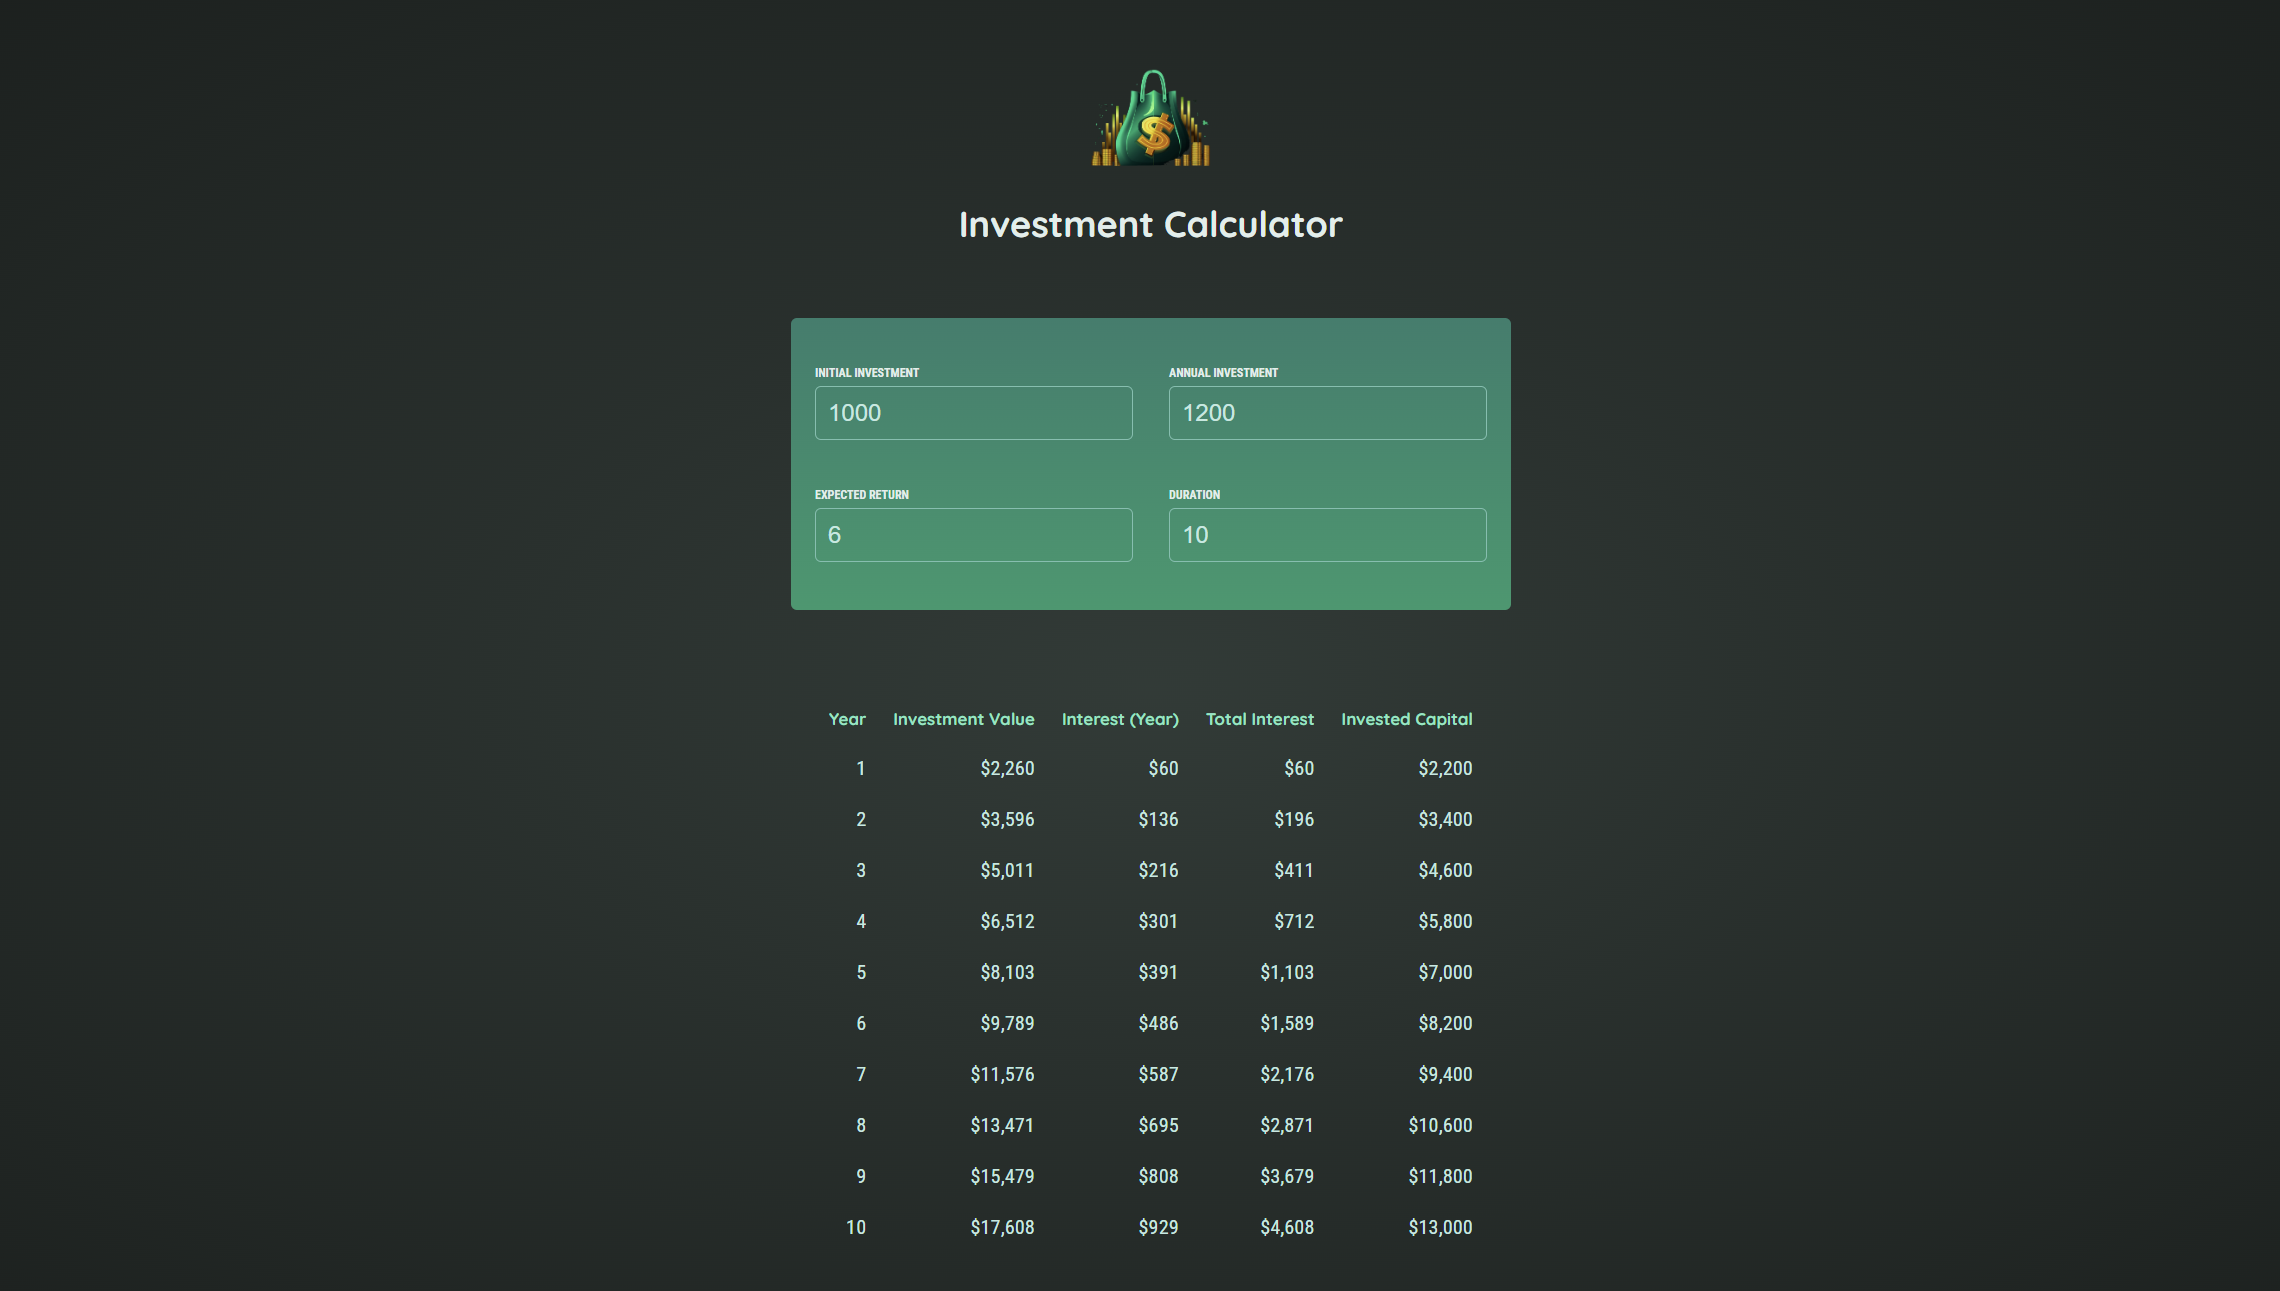 $
Investment Calculator
INITIAL INVESTMENT ANNUAL INVESTMENT
1000 1200
EXPECTED RETURN DURATION
6 10
Year Investment Value Interest (Year) Total Interest Invested Capital
1 $2,260 $60 $60 $2,200
2 $3,596 $136 $196 $3,400
3 $5,011 $216 $411 $4,600
4 $6,512 $301 $712 $5,800
5 $8,103 $391 $1,103 $7,000
6 $9,789 $486 $1,589 $8,200
7 $11,576 $587 $2,176 $9,400
8 $13,471 $695 $2,871 $10,600
9 $15,479 $808 $3,679 $11,800
10 $17,608 $929 $4,608 $13,000